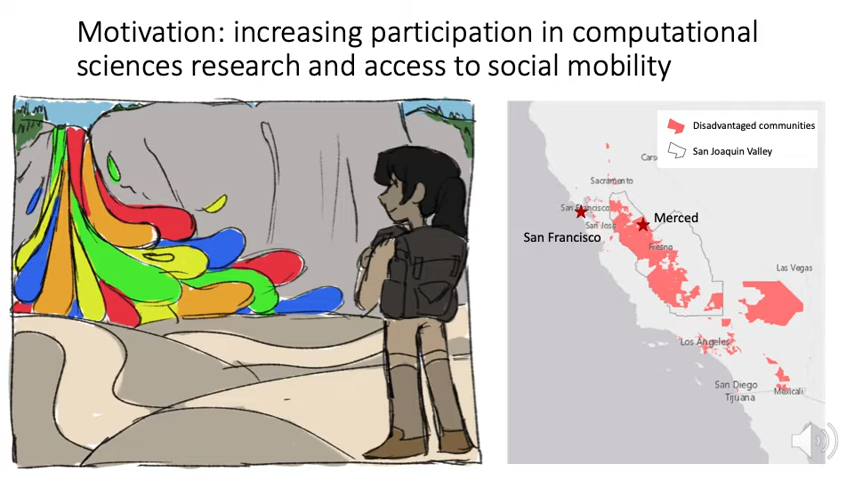 Motivation: increasing participation in computational
sciences research and access to social mobility
Disadvantaged communities
San Joaquin Valley
Sacramento
San Francisco
San Jose
Merced
San Francisco
Fresno
Las Vegas
Los Angeles
San Diego
Tijuana
Mexicali